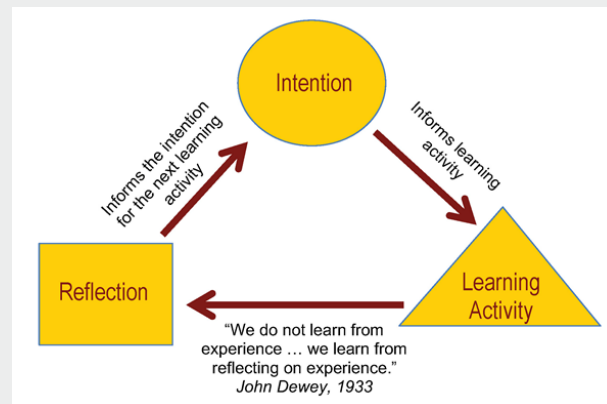 Intention
Informs the intention
for the next learning
activity
Informs learning
activity
Reflection
Learning
Activity
“We do not learn from
experience ... we learn from
reflecting on experience.”
John Dewey, 1933